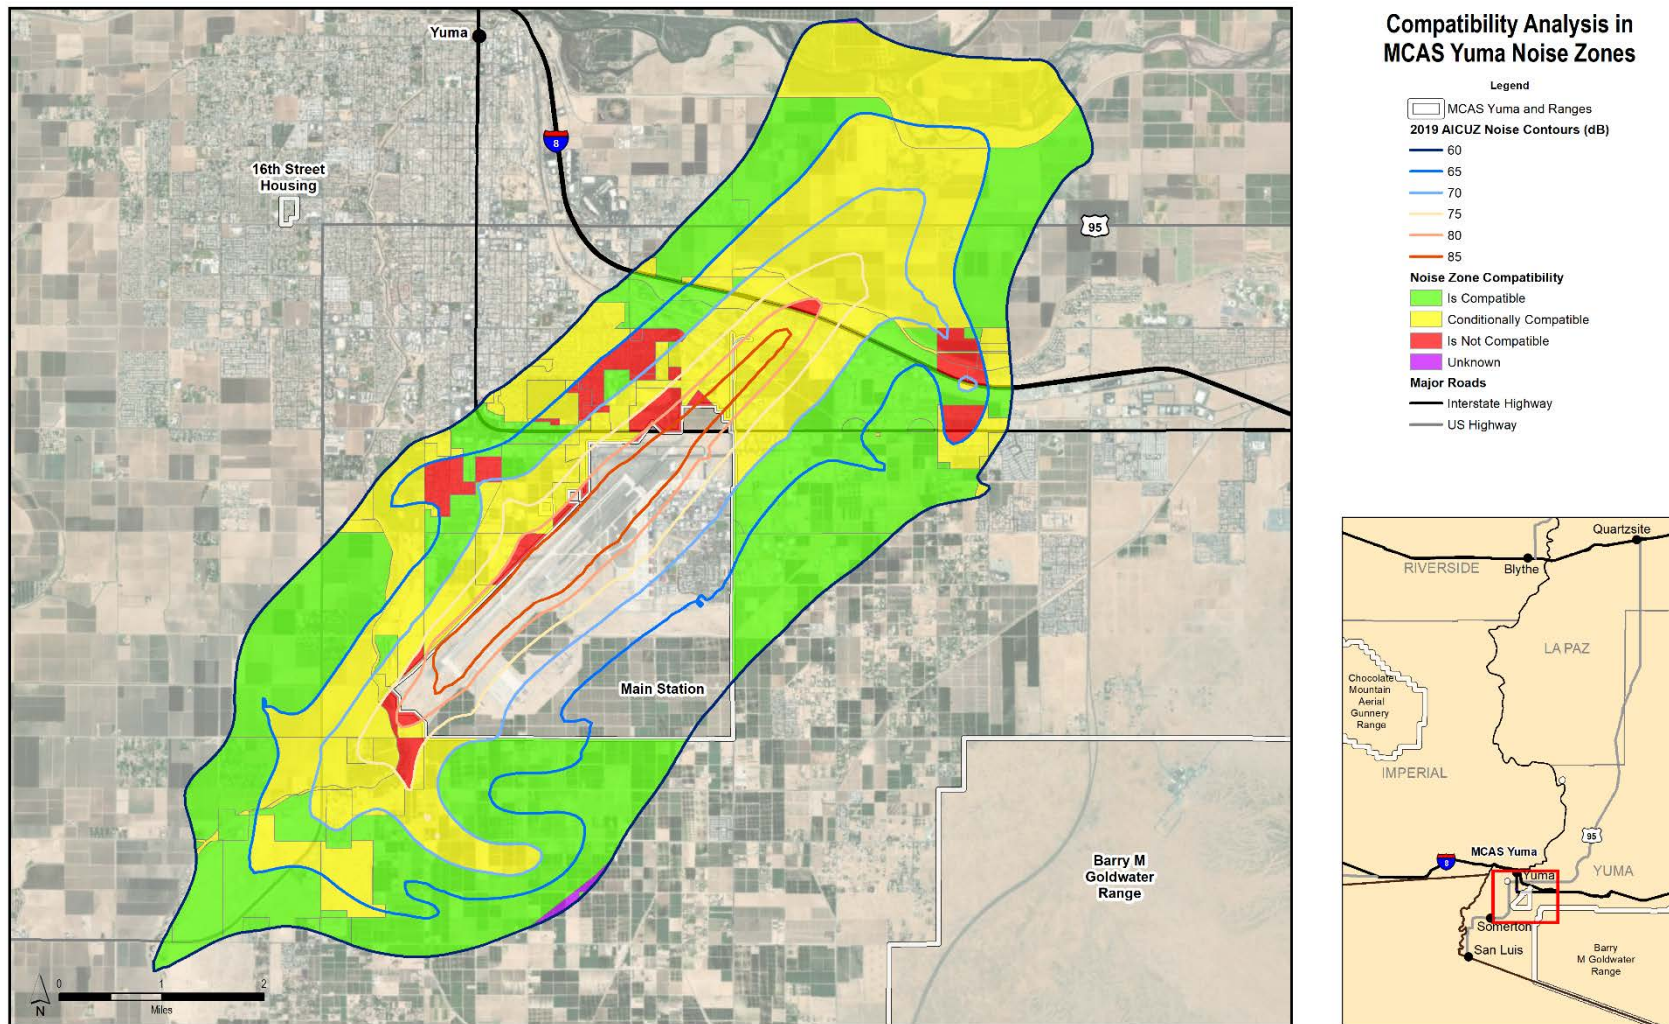 Yuma
8
16th Street
Housing
95
Main Station
Barry M
Goldwater
Range
0
1
2
Miles
N
Compatibility Analysis in
MCAS Yuma Noise Zones
Legend
MCAS Yuma and Ranges
2019 AICUZ Noise Contours (dB)
60
65
70
75
80
85
Noise Zone Compatibility
Is Compatible
Conditionally Compatible
Is Not Compatible
Unknown
Major Roads
Interstate Highway
US Highway
Quartzsite
RIVERSIDE
Blythe
LA PAZ
Chocolate
Mountain
Aerial
Gunnery
Range
IMPERIAL
95
MCAS Yuma
8
YUMA
Yuma
Somerton
San Luis
Barry
M Goldwater
Range